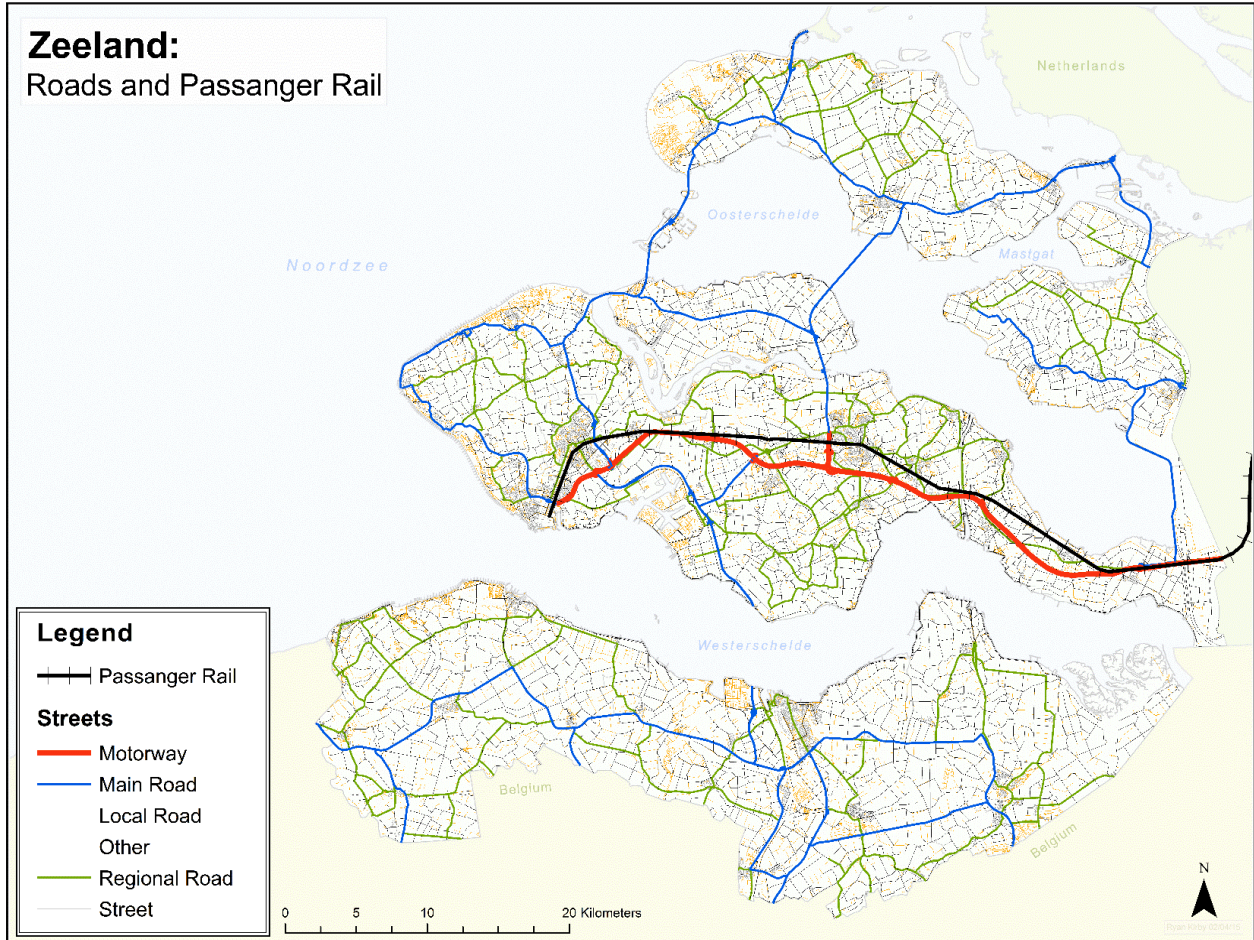 Zeeland:
Roads and Passanger Rail
Netherlands
Oosterschelde
Noordzee
Mastgat
Westerschelde
Belgium
Belgium
Legend
Passanger Rail
Streets
Motorway
Main Road
Local Road
Other
Regional Road
Street
0 5 10 20 Kilometers
N